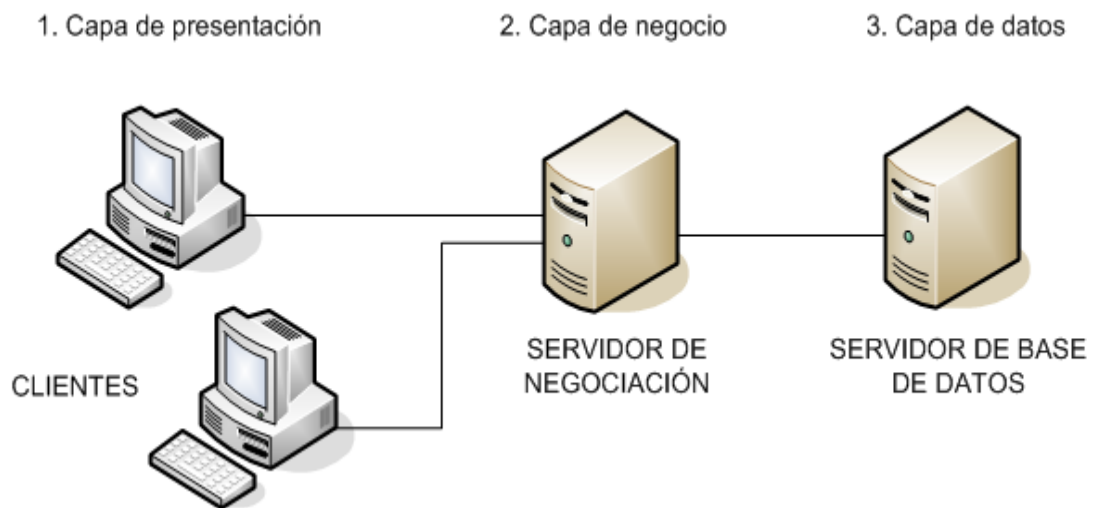 1. Capa de presentación
2. Capa de negocio
3. Capa de datos
SERVIDOR DE
NEGOCIACIÓN
SERVIDOR DE BASE
DE DATOS
CLIENTES